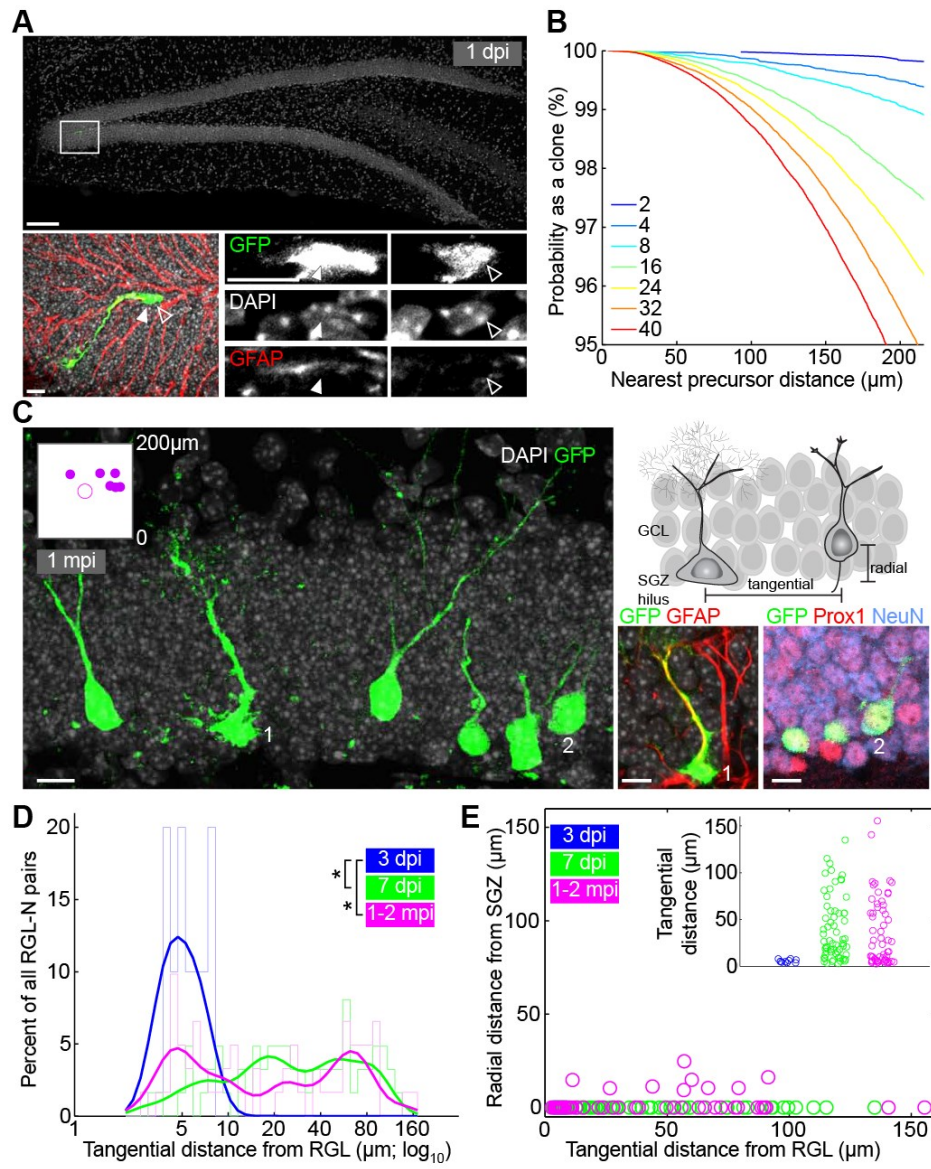 A
1 dpi
GFP
DAPI
GFAP
B
100
99
98
97
96
95
Probability as a clone (%)
2
4
8
16
24
32
40
0 50 100 150 200
Nearest precursor distance (µm)
C
200µm
0
1 mpi
DAPI GFP
1
2
GCL
SGZ
hilus
radial
tangential
GFP GFAP
1
GFP Prox1 NeuN
2
D
20
15
10
5
0
Percent of all RGL-N pairs
3 dpi
7 dpi
1-2 mpi
*
*
1 5 10 20 40 80 160
Tangential distance from RGL (µm; log10)
E
150
100
50
0
Radial distance from SGZ (µm)
3 dpi
7 dpi
1-2 mpi
Tangential
distance (µm)
150
100
50
0
0 50 100 150
Tangential distance from RGL (µm)